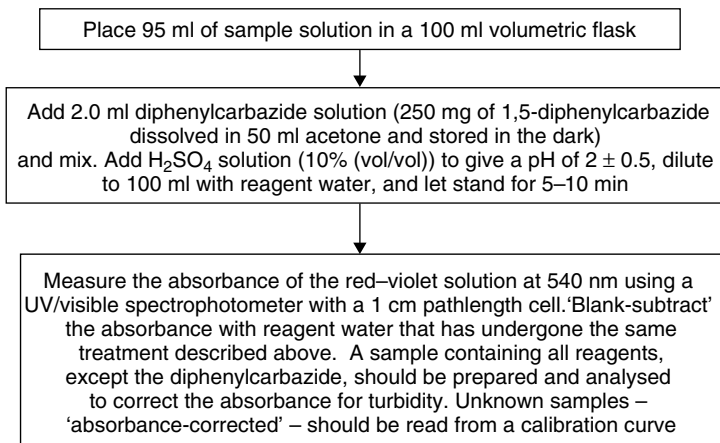 Place 95 ml of sample solution in a 100 ml volumetric flask
Add 2.0 ml diphenylcarbazide solution (250 mg of 1,5-diphenylcarbazide
dissolved in 50 ml acetone and stored in the dark)
and mix. Add H₂SO₄ solution (10% (vol/vol)) to give a pH of 2 ± 0.5, dilute
to 100 ml with reagent water, and let stand for 5–10 min
Measure the absorbance of the red–violet solution at 540 nm using a
UV/visible spectrophotometer with a 1 cm pathlength cell.‘Blank-subtract’
the absorbance with reagent water that has undergone the same
treatment described above. A sample containing all reagents,
except the diphenylcarbazide, should be prepared and analysed
to correct the absorbance for turbidity. Unknown samples –
‘absorbance-corrected’ – should be read from a calibration curve